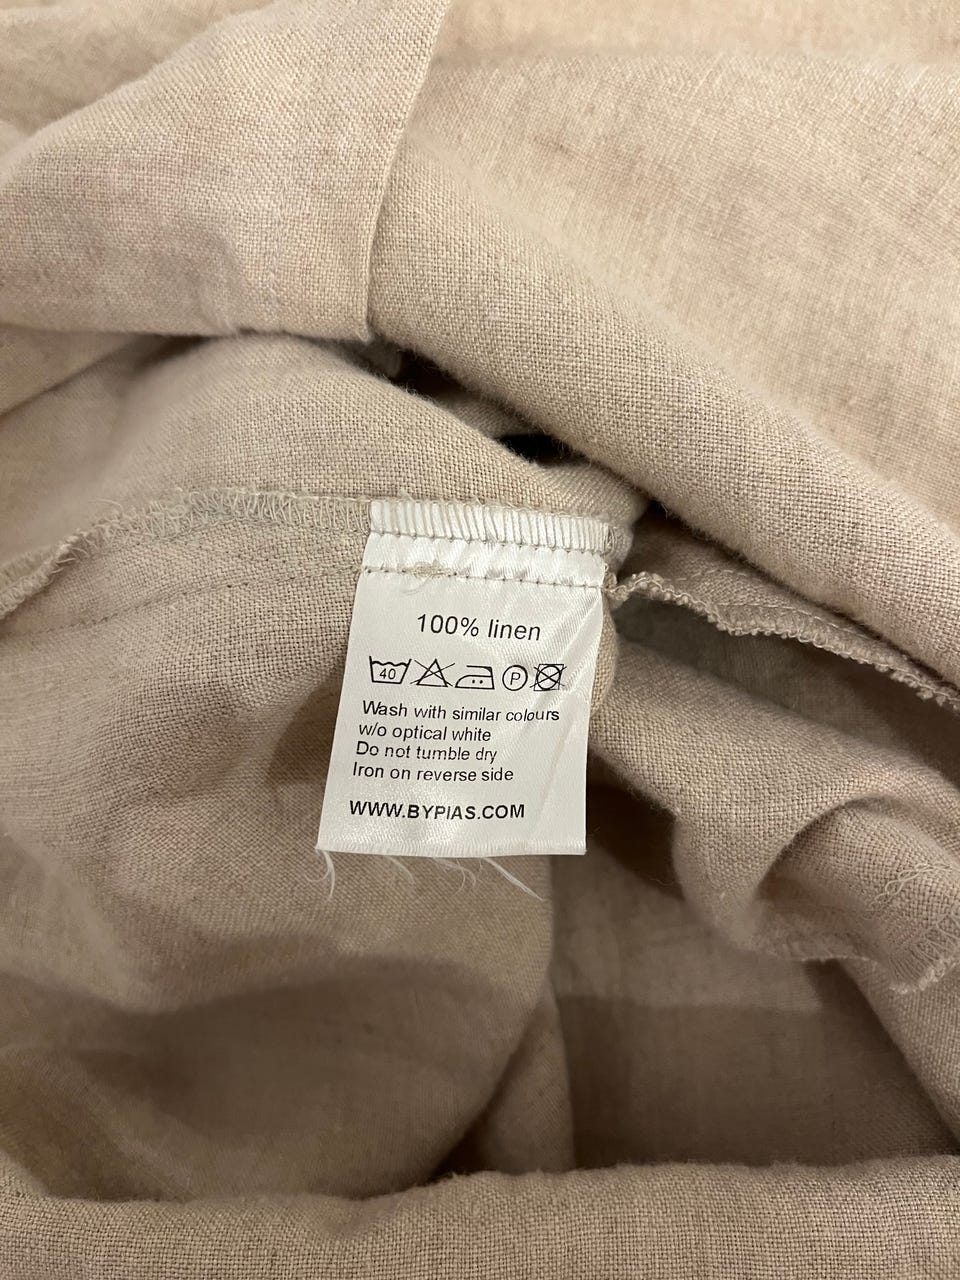 100% linen
40 P
Wash with similar colours
w/o optical white
Do not tumble dry
Iron on reverse side
WWW.BYPIAS.COM